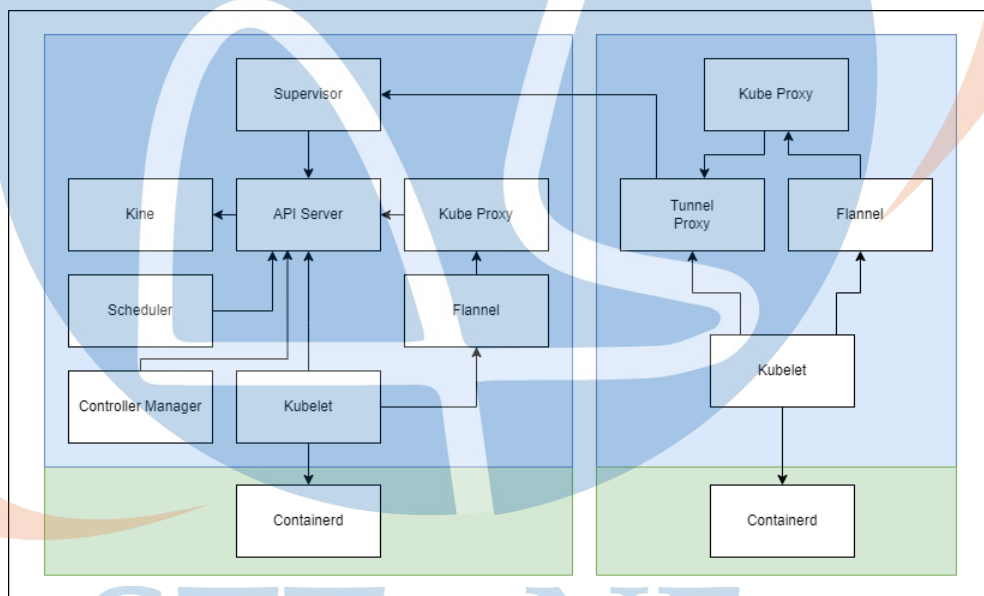 Supervisor
Kube Proxy
Kine
API Server
Kube Proxy
Tunnel
Proxy
Flannel
Scheduler
Flannel
Controller Manager
Kubelet
Kubelet
Containerd
Containerd